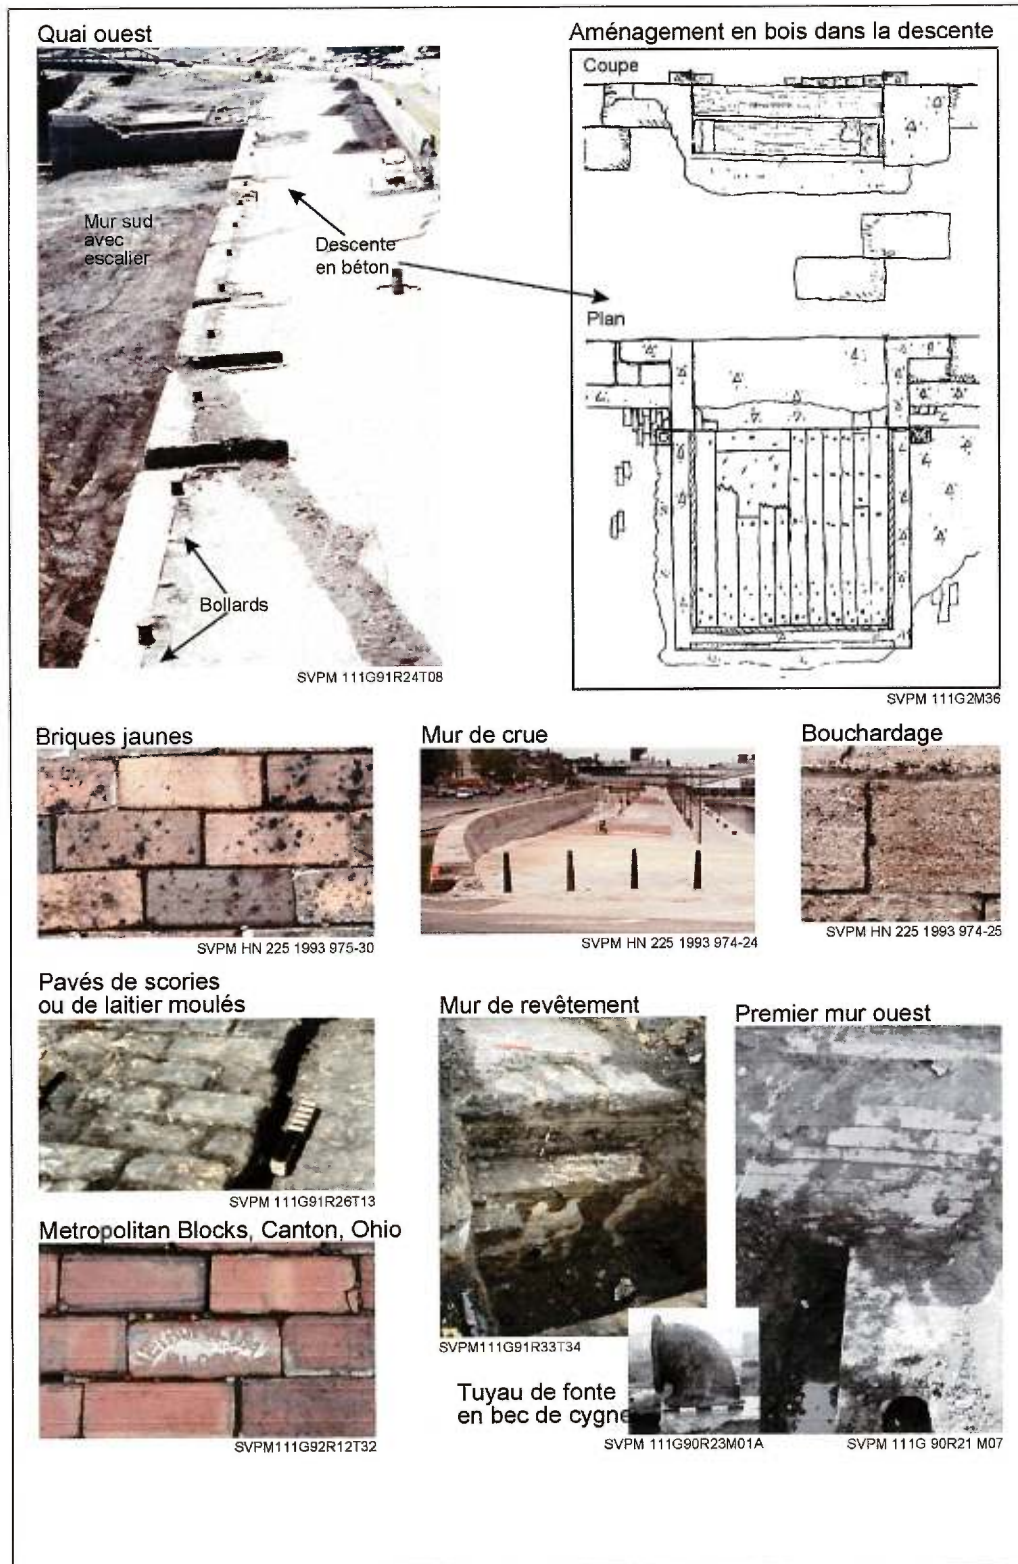 Quai ouest
Mur sud
avec
escalier
Descente
en béton
Bollards
SVPM 111G91R24T08
Aménagement en bois dans la descente
Coupe
Plan
SVPM 111G2M36
Briques jaunes
SVPM HN 225 1993 975-30
Mur de crue
SVPM HN 225 1993 974-24
Bouchardage
SVPM HN 225 1993 974-25
Pavés de scories
ou de laitier moulés
SVPM 111G91R26T13
Metropolitan Blocks, Canton, Ohio
SVPM111G92R12T32
Mur de revêtement
SVPM111G91R33T34
Premier mur ouest
Tuyau de fonte
en bec de cygne
SVPM 111G90R23M01A
SVPM 111G 90R21 M07